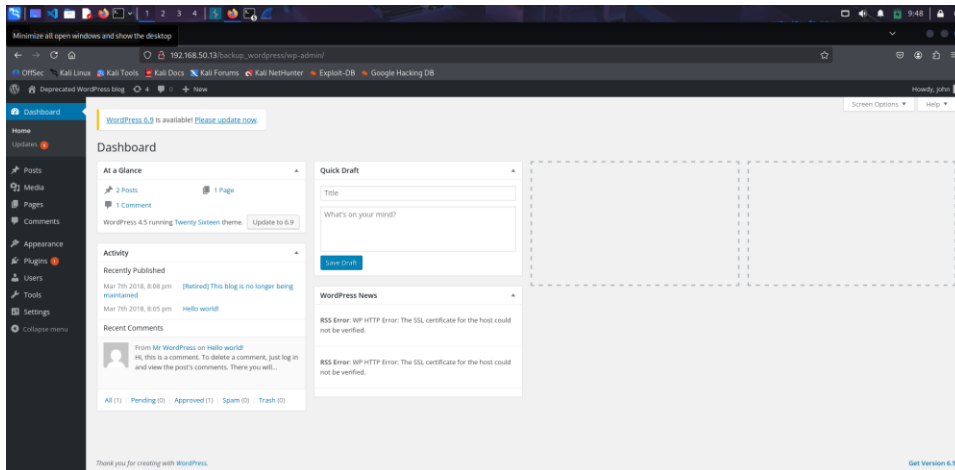 1 2 3 4
9:48
Minimize all open windows and show the desktop
192.168.50.13/backup_wordpress/wp-admin/
OffSec
Kali Linux
Kali Tools
Kali Docs
Kali Forums
Kali NetHunter
Exploit-DB
Google Hacking DB
Deprecated WordPress blog
4
0
New
Howdy, john
Screen Options
Help
Dashboard
Home
Updates
Posts
Media
Pages
Comments
Appearance
Plugins 1
Users
Tools
Settings
Collapse menu
WordPress 6.9 is available! Please update now.
Dashboard
At a Glance
2 Posts
1 Page
1 Comment
WordPress 4.5 running Twenty Sixteen theme.
Update to 6.9
Activity
Recently Published
Mar 7th 2018, 8:08 pm [Retired] This blog is no longer being
maintained
Mar 7th 2018, 8:05 pm Hello world!
Recent Comments
From Mr WordPress on Hello world!
Hi, this is a comment. To delete a comment, just log in
and view the post's comments. There you will...
All (1) | Pending (0) | Approved (1) | Spam (0) | Trash (0)
Quick Draft
Title
What's on your mind?
Save Draft
WordPress News
RSS Error: WP HTTP Error: The SSL certificate for the host could
not be verified.
RSS Error: WP HTTP Error: The SSL certificate for the host could
not be verified.
Thank you for creating with WordPress.
Get Version 6.9